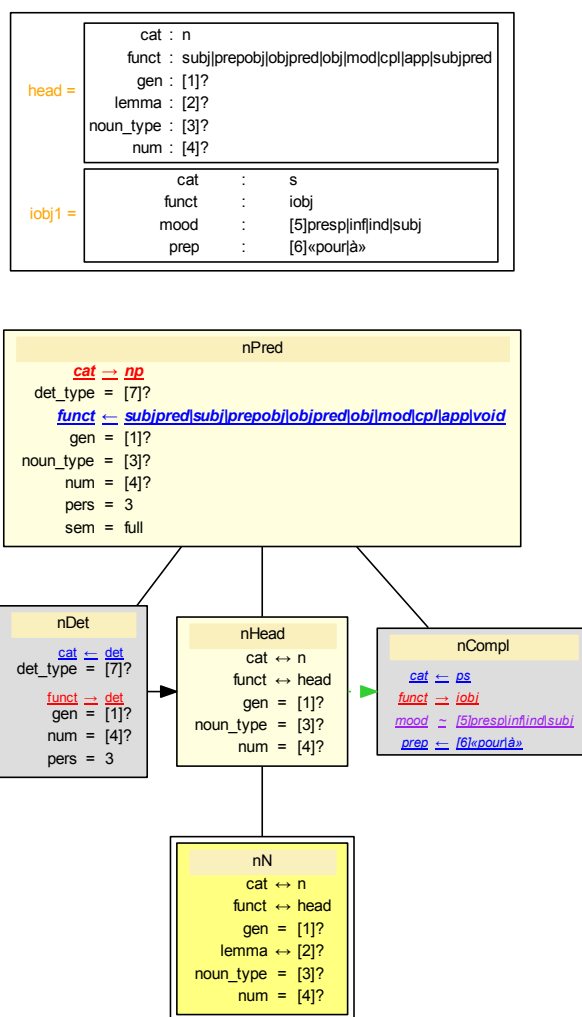 head =
cat : n
funct : subj|prepobj|objpred|obj|mod|cpl|app|subjpred
gen : [1]?
lemma : [2]?
noun_type : [3]?
num : [4]?
iobj1 =
cat : s
funct : iobj
mood : [5]presp|inf|ind|subj
prep : [6]«pour|à»
nPred
cat → np
det_type = [7]?
funct ← subjpred|subj|prepobj|objpred|obj|mod|cpl|app|void
gen = [1]?
noun_type = [3]?
num = [4]?
pers = 3
sem = full
nDet
cat ← det
det_type = [7]?
funct → det
gen = [1]?
num = [4]?
pers = 3
nHead
cat ↔ n
funct ↔ head
gen = [1]?
noun_type = [3]?
num = [4]?
nCompl
cat ← ps
funct → iobj
mood ~ [5]presp|inf|ind|subj
prep ← [6]«pour|à»
nN
cat ↔ n
funct ↔ head
gen = [1]?
lemma ↔ [2]?
noun_type = [3]?
num = [4]?